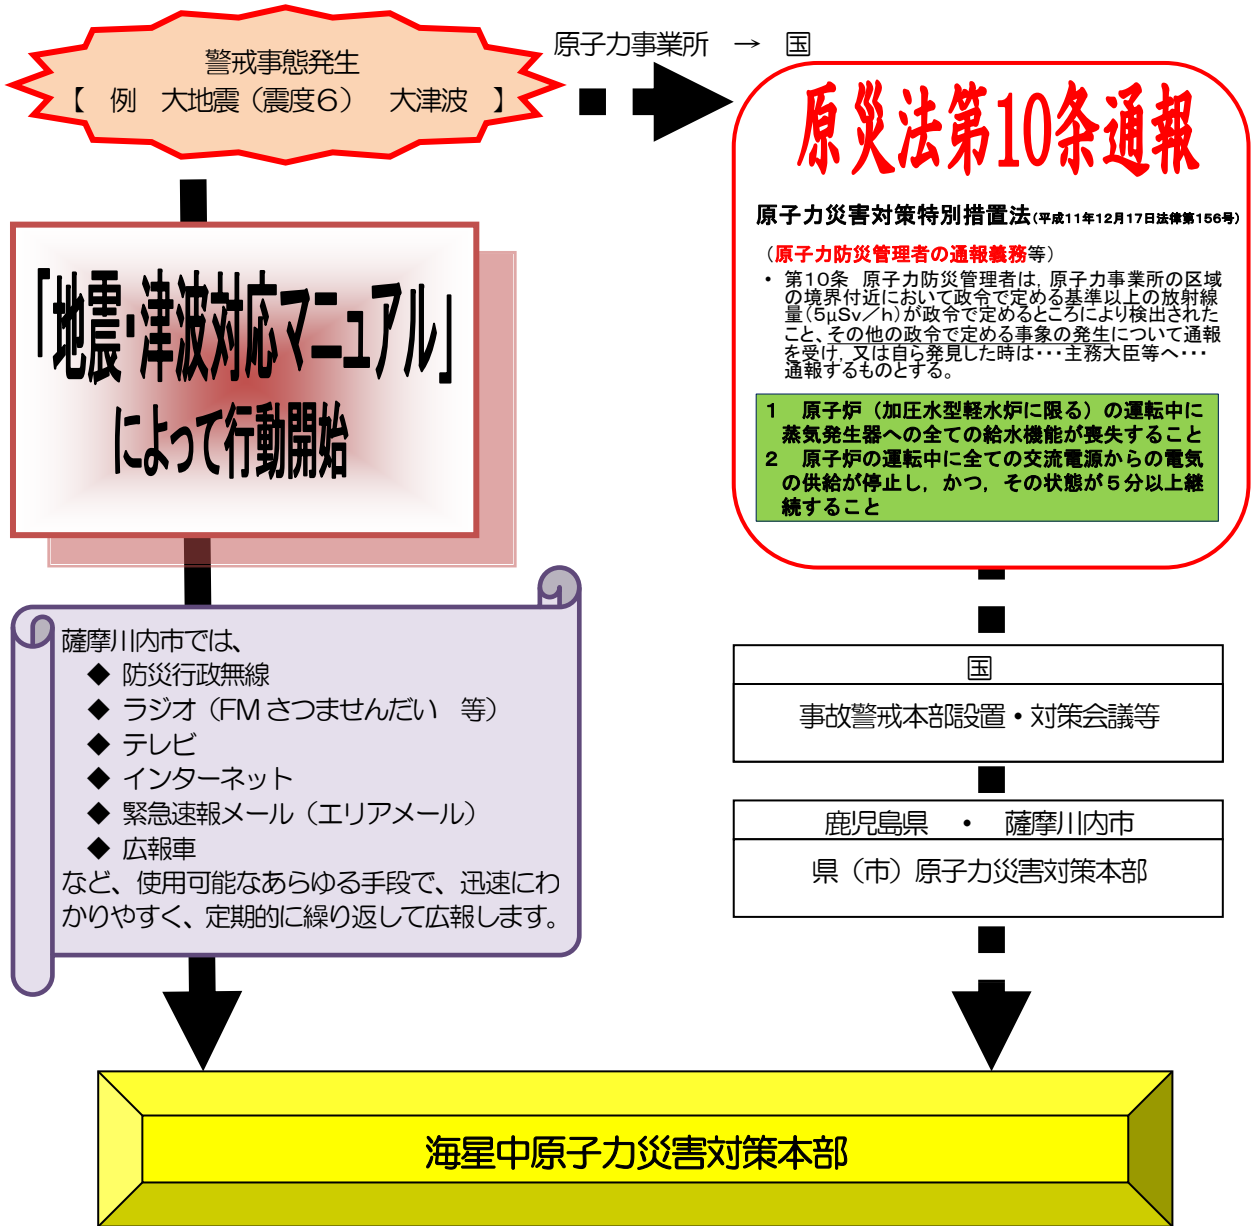 警戒事態発生
【　例　大地震（震度６）　大津波　】
原子力事業所　→　国
原災法第10条通報
原子力災害対策特別措置法(平成11年12月17日法律第156号)
（原子力防災管理者の通報義務等）
・ 第10条　原子力防災管理者は，原子力事業所の区域
の境界付近において政令で定める基準以上の放射線
量（5μSv／h）が政令で定めるところにより検出された
こと、その他の政令で定める事象の発生について通報
を受け，又は自ら発見した時は・・・主務大臣等へ・・・
通報するものとする。
１　原子炉（加圧水型軽水炉に限る）の運転中に
蒸気発生器への全ての給水機能が喪失すること
２　原子炉の運転中に全ての交流電源からの電気
の供給が停止し，かつ，その状態が５分以上継
続すること
「地震・津波対応マニュアル」
によって行動開始
薩摩川内市では、
◆ 防災行政無線
◆ ラジオ（FMさつませんだい　等）
◆ テレビ
◆ インターネット
◆ 緊急速報メール（エリアメール）
◆ 広報車
など、使用可能なあらゆる手段で、迅速にわ
かりやすく、定期的に繰り返して広報します。
国
事故警戒本部設置・対策会議等
鹿児島県　・　薩摩川内市
県（市）原子力災害対策本部
海星中原子力災害対策本部